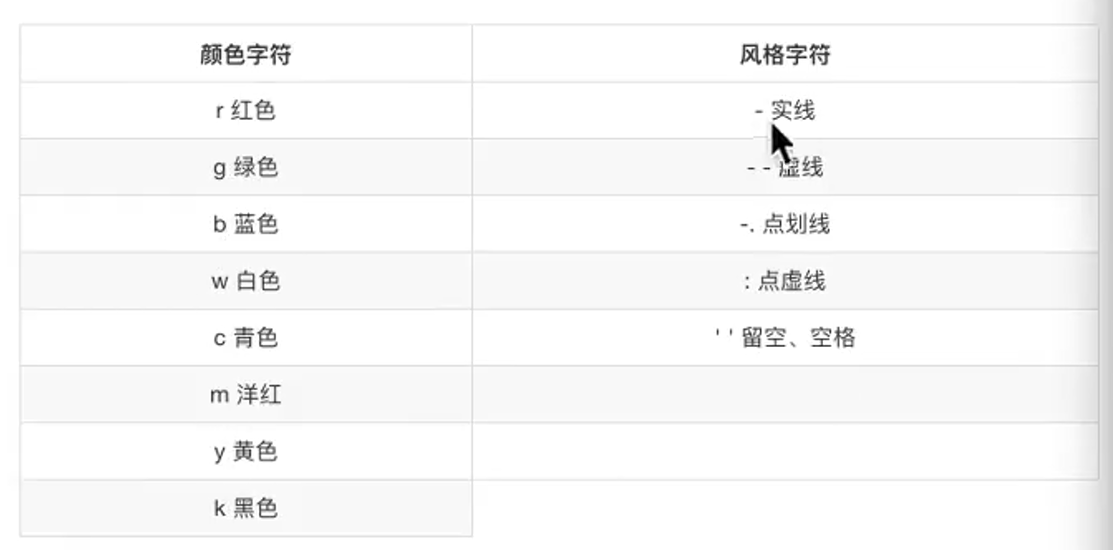 颜色字符 风格字符
r 红色 - 实线
g 绿色 - - 虚线
b 蓝色 -. 点划线
w 白色 : 点虚线
c 青色 ' ' 留空、空格
m 洋红
y 黄色
k 黑色